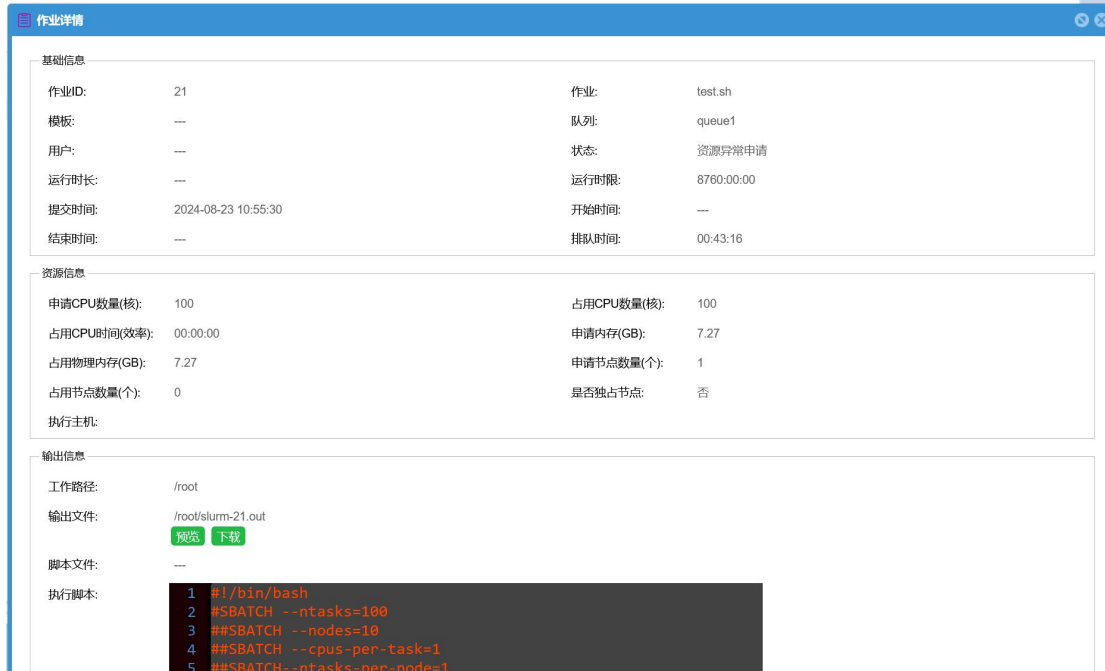 作业详情
基础信息
作业ID: 21 作业: test.sh
模板: --- 队列: queue1
用户: --- 状态: 资源异常申请
运行时长: --- 运行时限: 8760:00:00
提交时间: 2024-08-23 10:55:30 开始时间: ---
结束时间: --- 排队时间: 00:43:16
资源信息
申请CPU数量(核): 100 占用CPU数量(核): 100
占用CPU时间(效率): 00:00:00 申请内存(GB): 7.27
占用物理内存(GB): 7.27 申请节点数量(个): 1
占用节点数量(个): 0 是否独占节点: 否
执行主机:
输出信息
工作路径: /root
输出文件: /root/slurm-21.out
预览 下载
脚本文件: ---
执行脚本: 1 #!/bin/bash
2 #SBATCH --ntasks=100
3 ##SBATCH --nodes=10
4 ##SBATCH --cpus-per-task=1
5 ##SBATCH--ntasks-per-node=1